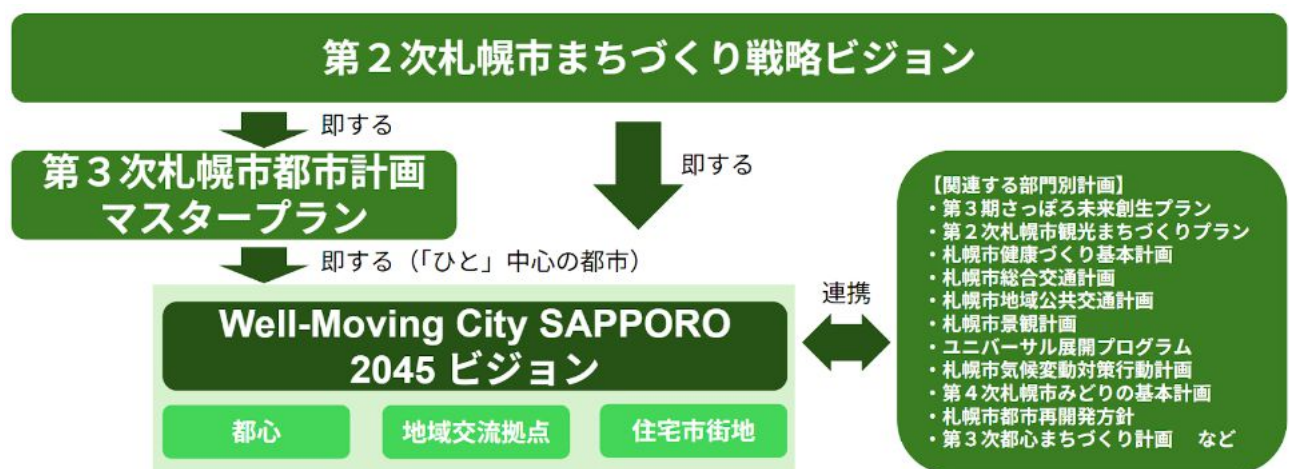 第２次札幌市まちづくり戦略ビジョン
即する
即する
第３次札幌市都市計画
マスタープラン
即する（「ひと」中心の都市）
Well-Moving City SAPPORO
2045 ビジョン
都心
地域交流拠点
住宅市街地
連携
【関連する部門別計画】
・第３期さっぽろ未来創生プラン
・第２次札幌市観光まちづくりプラン
・札幌市健康づくり基本計画
・札幌市総合交通計画
・札幌市地域公共交通計画
・札幌市景観計画
・ユニバーサル展開プログラム
・札幌市気候変動対策行動計画
・第４次札幌市みどりの基本計画
・札幌市都市再開発方針
・第３次都心まちづくり計画　など